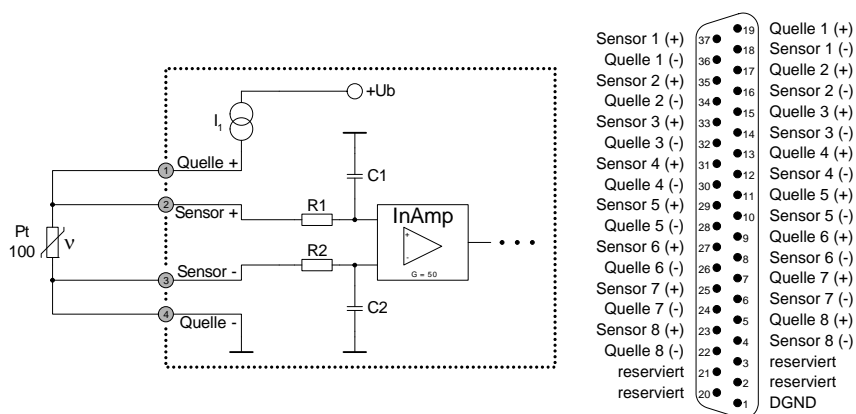 +Ub
I1
1 Quelle +
C1
2 Sensor +
R1
InAmp
+
-
G = 50
Pt
100
ν
R2
3 Sensor -
C2
4 Quelle -
19 Quelle 1 (+)
Sensor 1 (+) 37
18 Sensor 1 (-)
Quelle 1 (-) 36
17 Quelle 2 (+)
Sensor 2 (+) 35
16 Sensor 2 (-)
Quelle 2 (-) 34
15 Quelle 3 (+)
Sensor 3 (+) 33
14 Sensor 3 (-)
Quelle 3 (-) 32
13 Quelle 4 (+)
Sensor 4 (+) 31
12 Sensor 4 (-)
Quelle 4 (-) 30
11 Quelle 5 (+)
Sensor 5 (+) 29
10 Sensor 5 (-)
Quelle 5 (-) 28
9 Quelle 6 (+)
Sensor 6 (+) 27
8 Sensor 6 (-)
Quelle 6 (-) 26
7 Quelle 7 (+)
Sensor 7 (+) 25
6 Sensor 7 (-)
Quelle 7 (-) 24
5 Quelle 8 (+)
Sensor 8 (+) 23
4 Sensor 8 (-)
Quelle 8 (-) 22
3 reserviert
reserviert 21
2 reserviert
reserviert 20
1 DGND